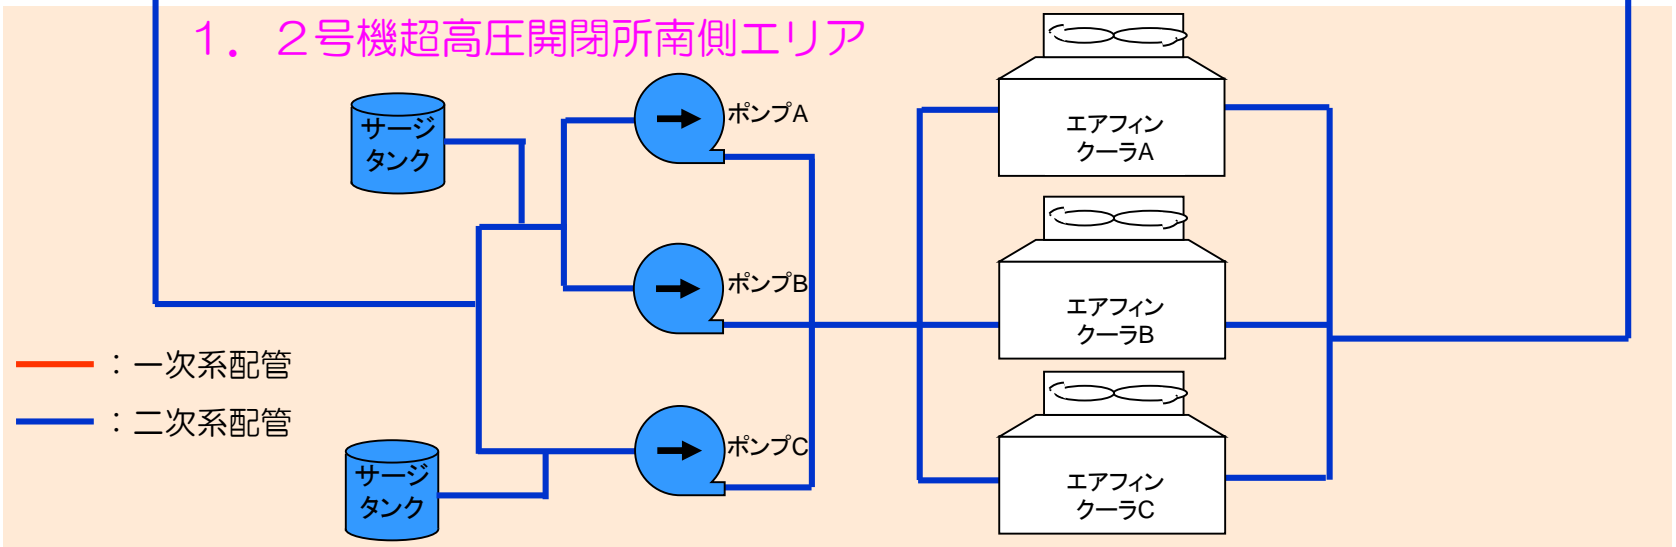 １．２号機超高圧開閉所南側エリア
サージ
タンク
ポンプA
エアフィン
クーラA
ポンプB
エアフィン
クーラB
：一次系配管
：二次系配管
サージ
タンク
ポンプC
エアフィン
クーラC